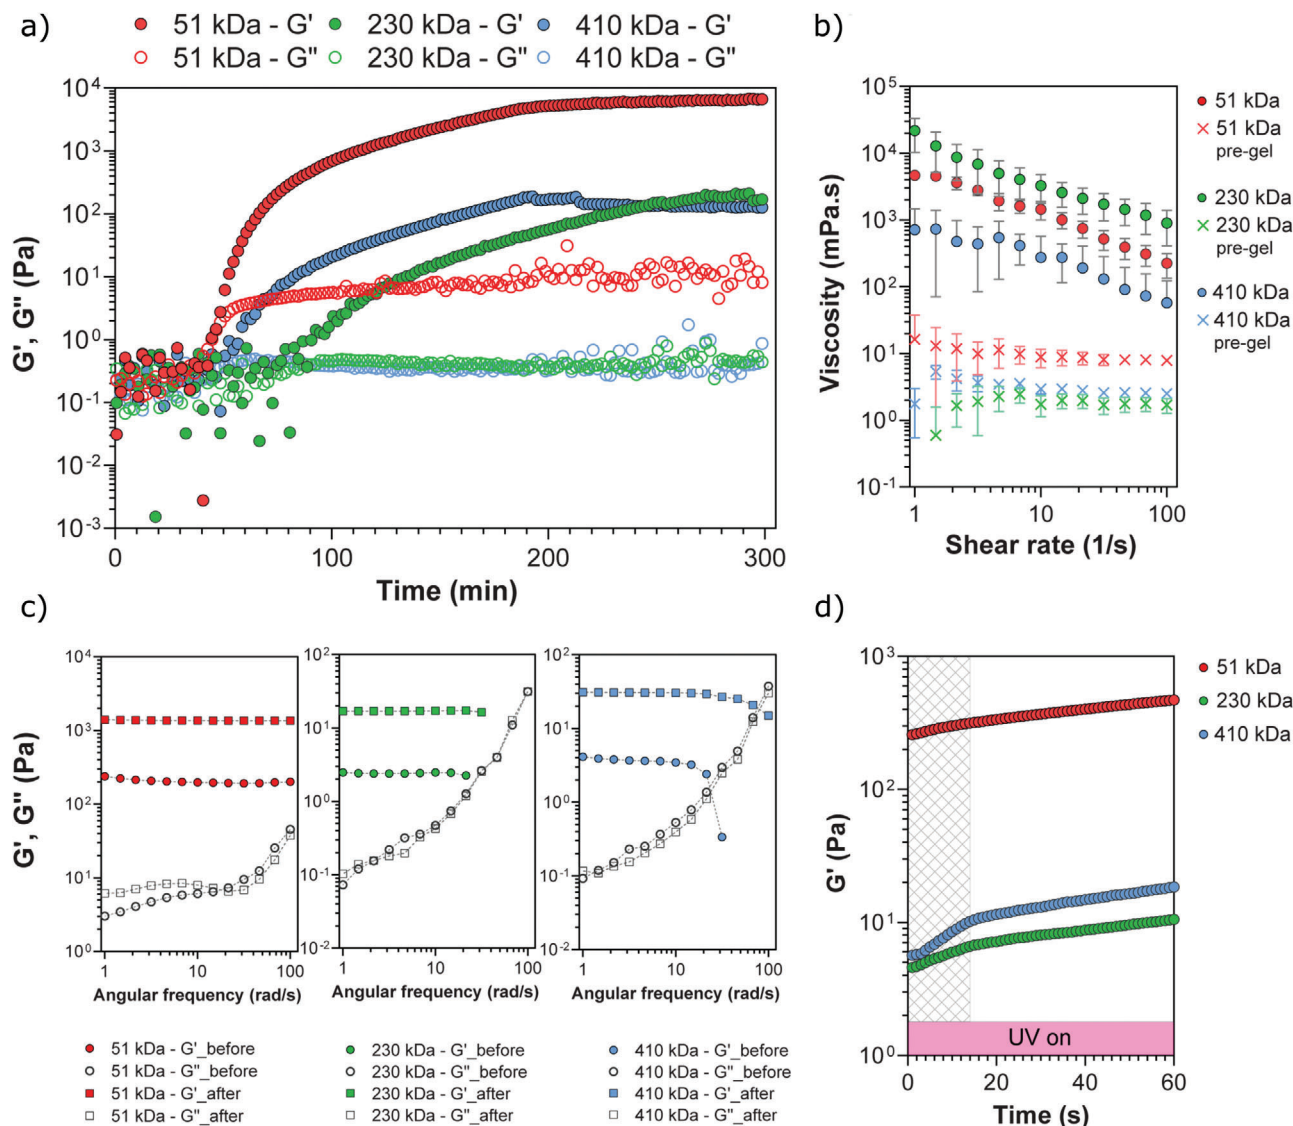 a)
51 kDa - G' 230 kDa - G' 410 kDa - G'
51 kDa - G" 230 kDa - G" 410 kDa - G"
G', G" (Pa)
10⁴
10³
10²
10¹
10⁰
10⁻¹
10⁻²
10⁻³
0 100 200 300
Time (min)
b)
Viscosity (mPa.s)
10⁵
10⁴
10³
10²
10¹
10⁰
10⁻¹
1 10 100
Shear rate (1/s)
51 kDa
51 kDa
pre-gel
230 kDa
230 kDa
pre-gel
410 kDa
410 kDa
pre-gel
c)
G', G" (Pa)
10⁴
10³
10²
10¹
10⁰
1 10 100
Angular frequency (rad/s)
10²
10¹
10⁰
10⁻¹
10⁻²
1 10 100
Angular frequency (rad/s)
10²
10¹
10⁰
10⁻¹
10⁻²
1 10 100
Angular frequency (rad/s)
51 kDa - G'_before
51 kDa - G"_before
51 kDa - G'_after
51 kDa - G"_after
230 kDa - G'_before
230 kDa - G"_before
230 kDa - G'_after
230 kDa - G"_after
410 kDa - G'_before
410 kDa - G"_before
410 kDa - G'_after
410 kDa - G"_after
d)
G' (Pa)
10³
10²
10¹
10⁰
UV on
0 20 40 60
Time (s)
51 kDa
230 kDa
410 kDa